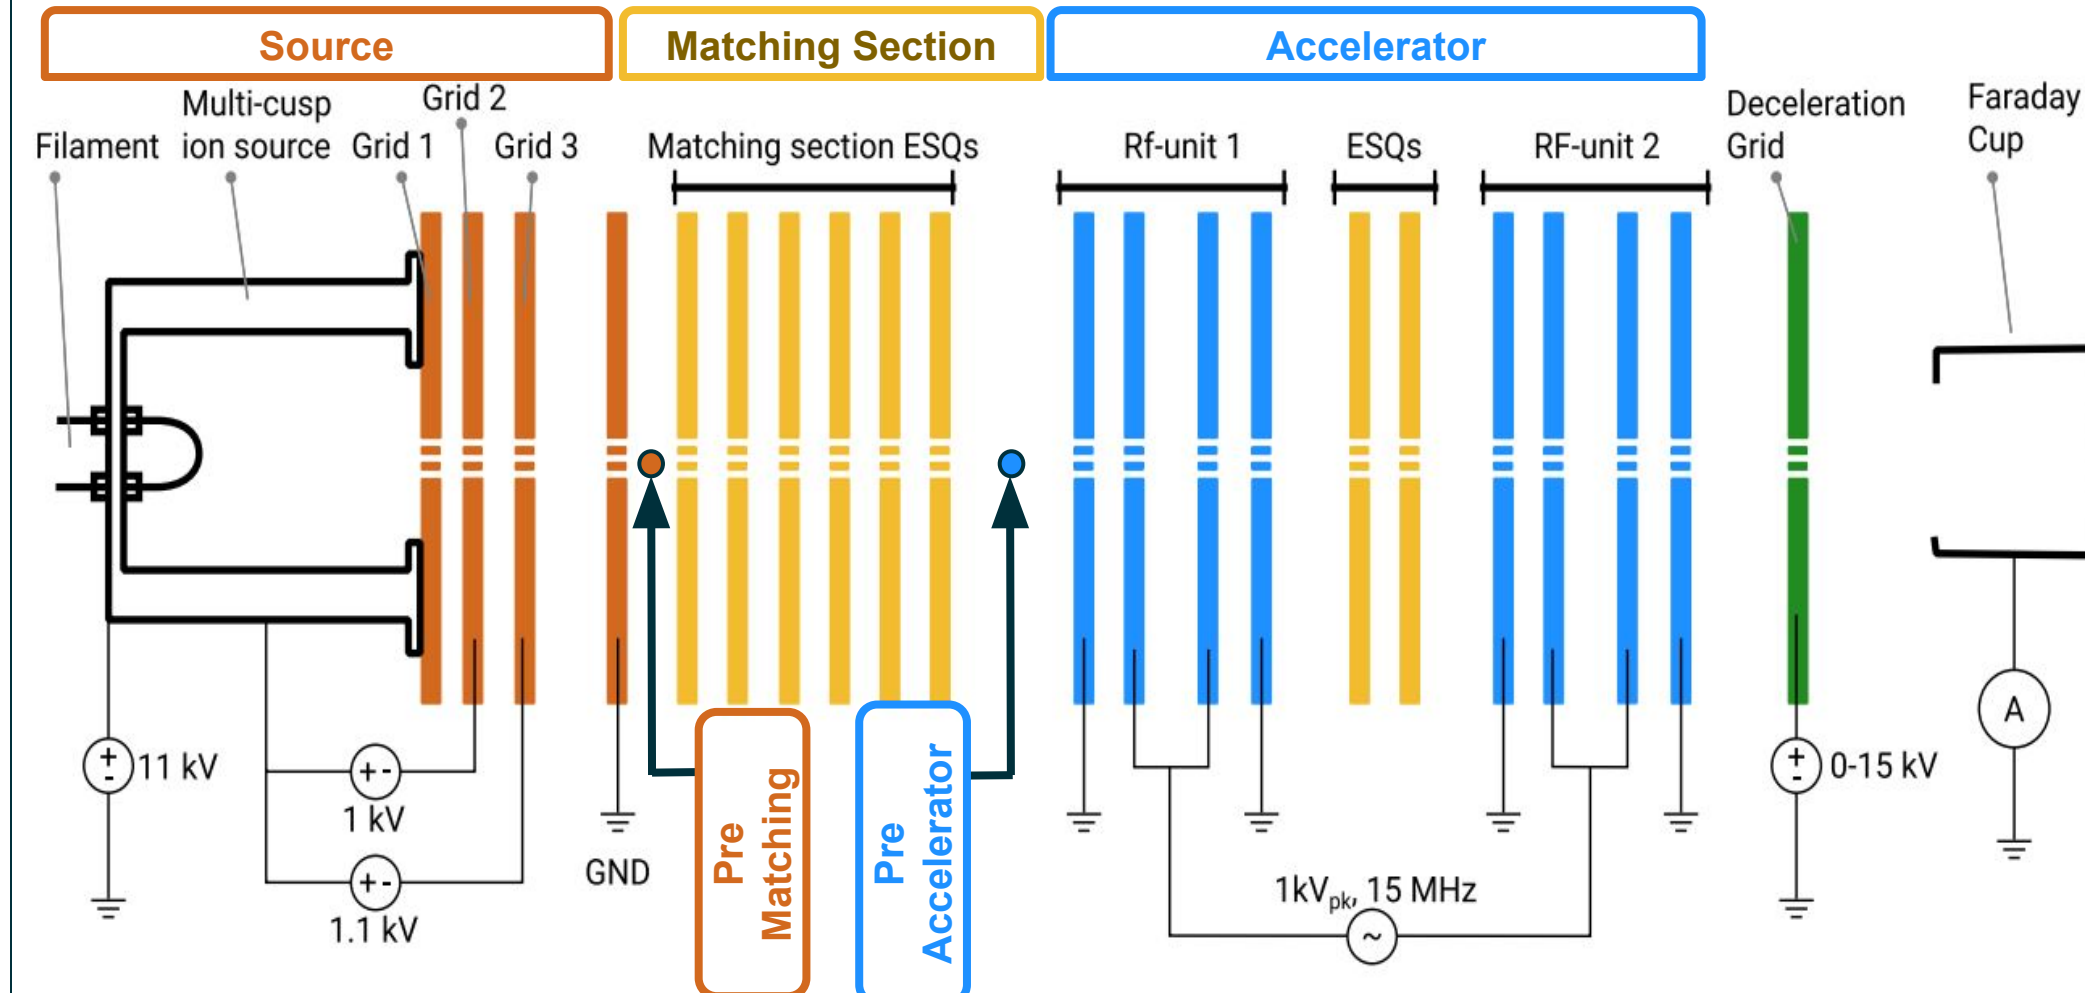 Source
Matching Section
Accelerator
Filament
Multi-cusp
ion source
Grid 1
Grid 2
Grid 3
Matching section ESQs
Rf-unit 1
ESQs
RF-unit 2
Deceleration
Grid
Faraday
Cup
+
-
11 kV
+ -
1 kV
+ -
1.1 kV
GND
Pre
Matching
Pre
Accelerator
1kVpk, 15 MHz
~
+
-
0-15 kV
A